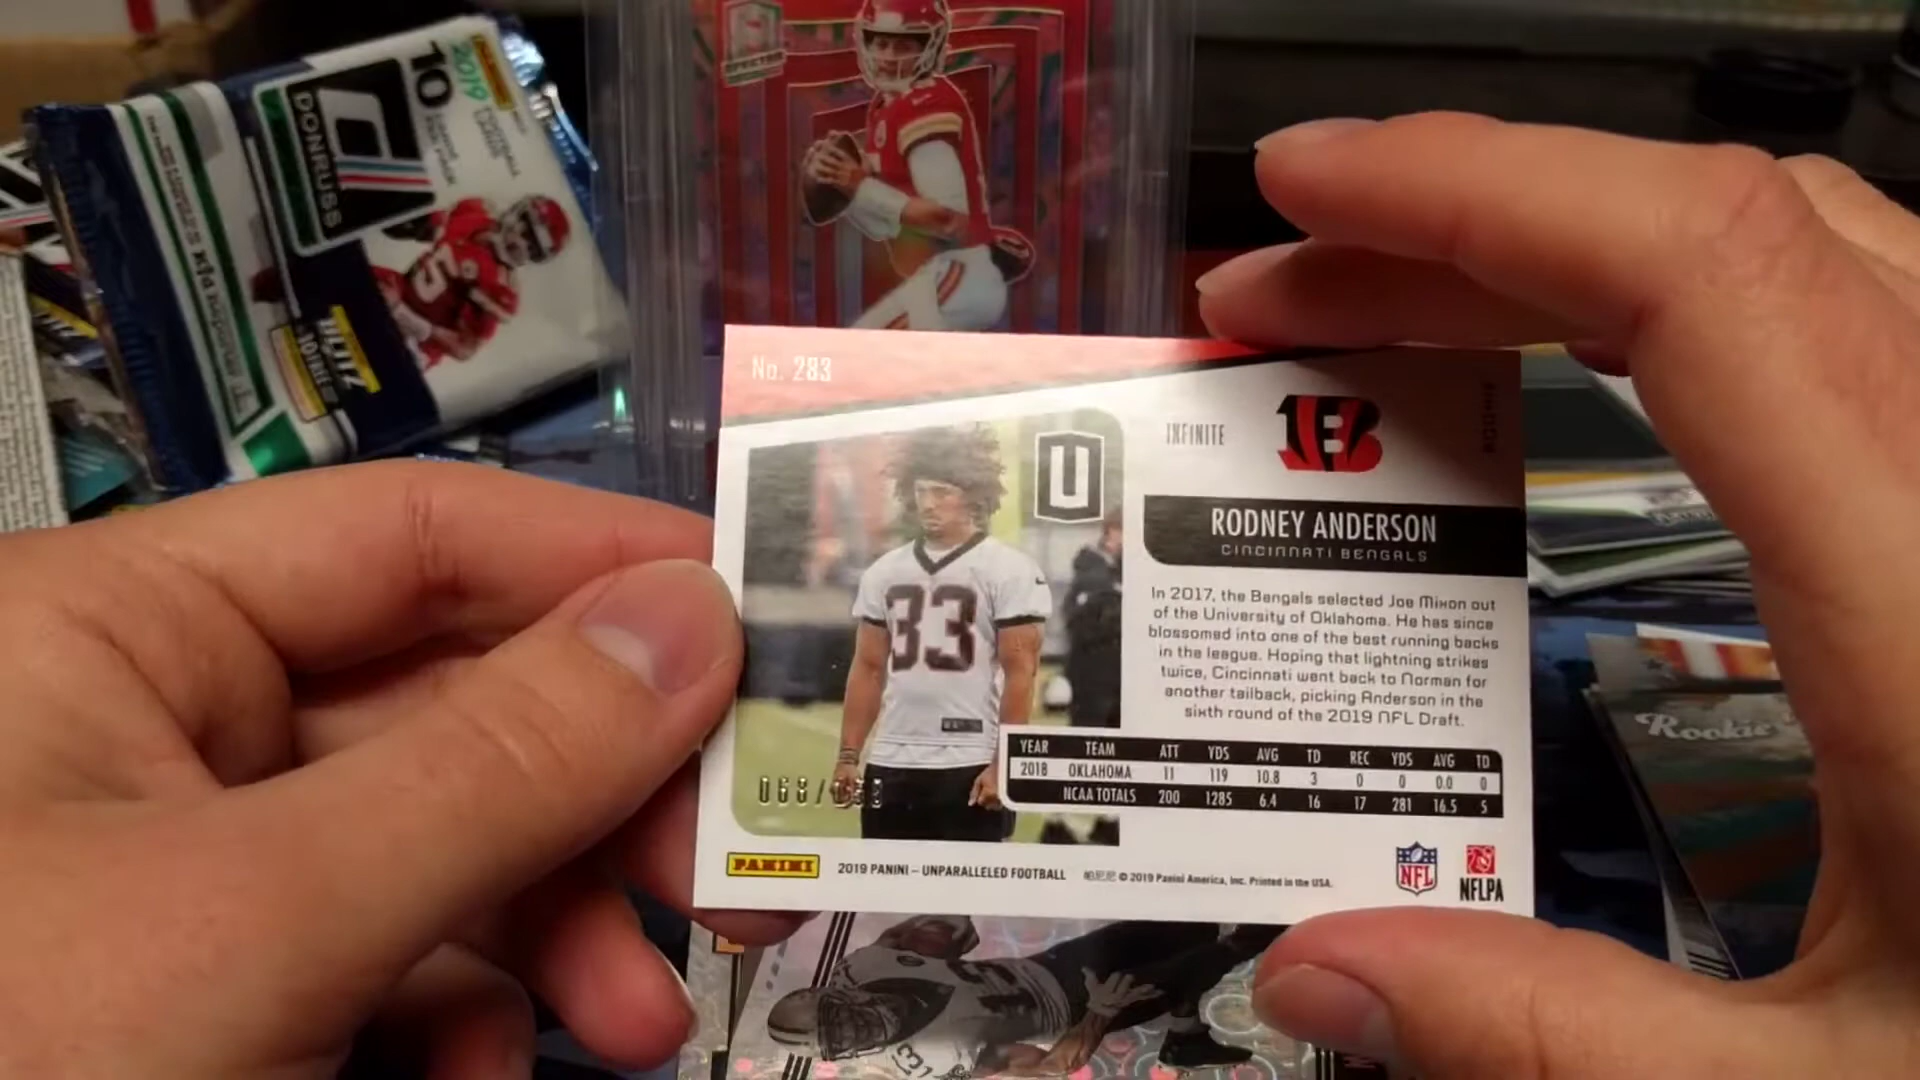 2019
10
DONRUSS
BLITZ
SPECTRA
No. 283
INFINITE
B
U
RODNEY ANDERSON
CINCINNATI BENGALS
33
In 2017, the Bengals selected Joe Mixon out
of the University of Oklahoma. He has since
blossomed into one of the best running backs
in the league. Hoping that lightning strikes
twice, Cincinnati went back to Norman for
another tailback, picking Anderson in the
sixth round of the 2019 NFL Draft.
YEAR TEAM ATT YDS AVG TD REC YDS AVG TD
2018 OKLAHOMA 11 119 10.8 3 0 0 0.0 0
NCAA TOTALS 200 1285 6.4 16 17 281 16.5 5
PANINI
2019 PANINI – UNPARALLELED FOOTBALL
© 2019 Panini America, Inc. Printed in the USA.
NFL
NFLPA
Rookie